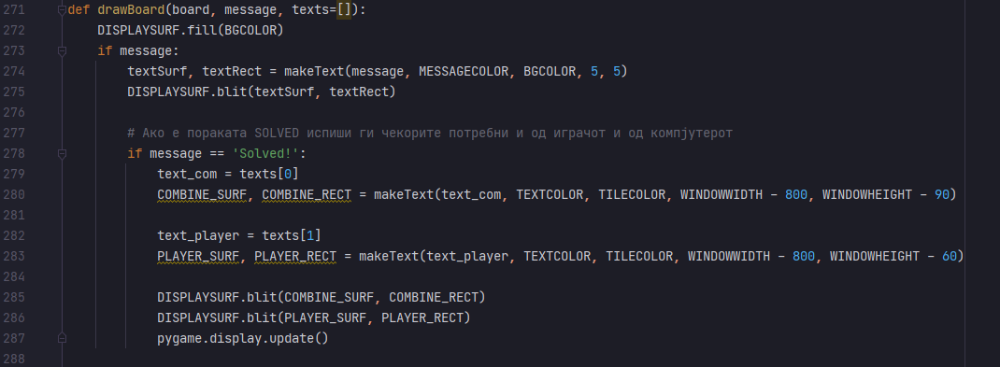 271 def drawBoard(board, message, texts=[]):
272     DISPLAYSURF.fill(BGCOLOR)
273     if message:
274         textSurf, textRect = makeText(message, MESSAGECOLOR, BGCOLOR, 5, 5)
275         DISPLAYSURF.blit(textSurf, textRect)
276
277         # Ако е пораката SOLVED испиши ги чекорите потребни и од играчот и од компјутерот
278         if message == 'Solved!':
279             text_com = texts[0]
280             COMBINE_SURF, COMBINE_RECT = makeText(text_com, TEXTCOLOR, TILECOLOR, WINDOWWIDTH - 800, WINDOWHEIGHT - 90)
281
282             text_player = texts[1]
283             PLAYER_SURF, PLAYER_RECT = makeText(text_player, TEXTCOLOR, TILECOLOR, WINDOWWIDTH - 800, WINDOWHEIGHT - 60)
284
285             DISPLAYSURF.blit(COMBINE_SURF, COMBINE_RECT)
286             DISPLAYSURF.blit(PLAYER_SURF, PLAYER_RECT)
287             pygame.display.update()
288